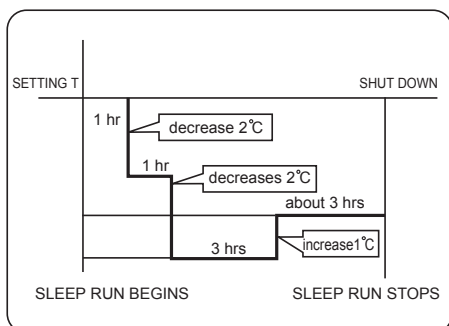 SETTING T
SHUT DOWN
1 hr
decrease 2°C
1 hr
decreases 2°C
about 3 hrs
3 hrs
increase1°C
SLEEP RUN BEGINS
SLEEP RUN STOPS